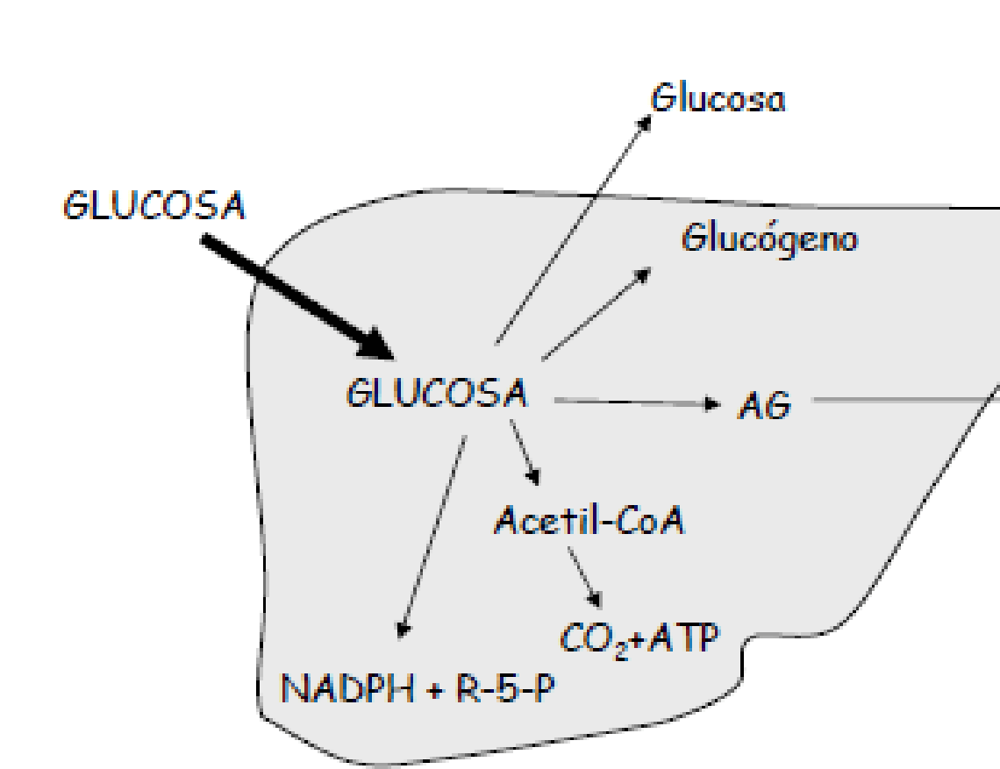 Glucosa
GLUCOSA
Glucógeno
GLUCOSA
AG
Acetil-CoA
CO₂+ATP
NADPH + R-5-P